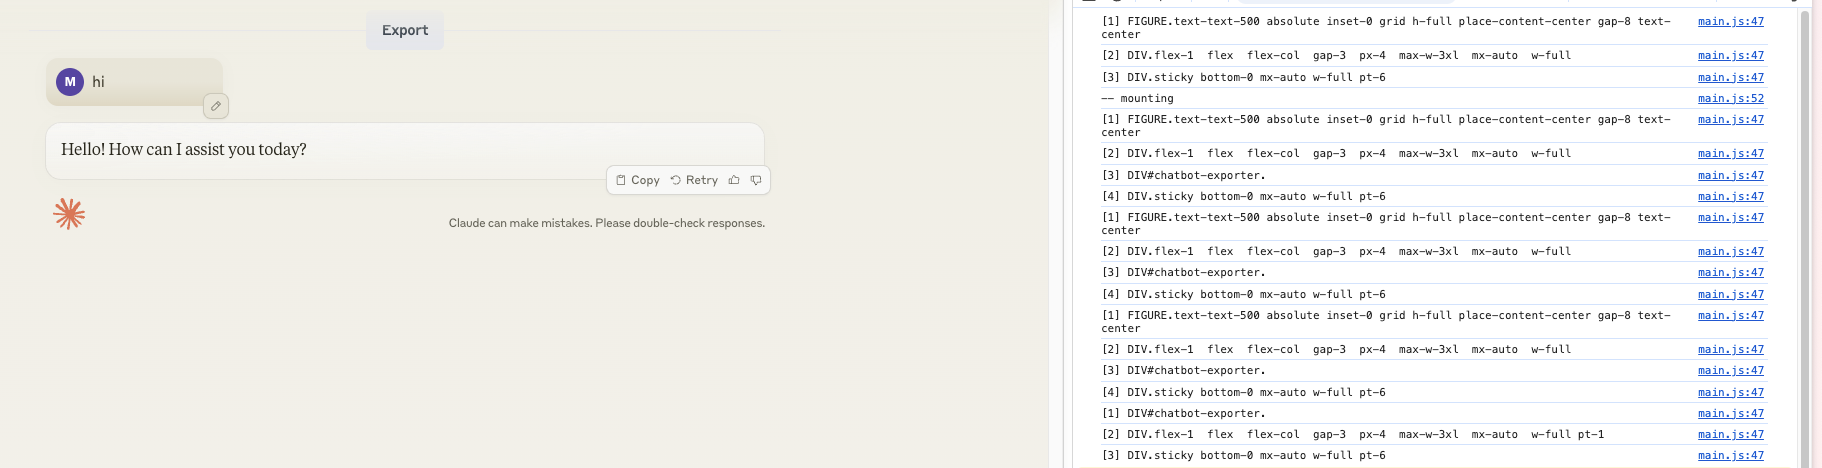 Export
M hi
Hello! How can I assist you today?
Copy Retry
Claude can make mistakes. Please double-check responses.
[1] FIGURE.text-text-500 absolute inset-0 grid h-full place-content-center gap-8 text- main.js:47
center
[2] DIV.flex-1 flex flex-col gap-3 px-4 max-w-3xl mx-auto w-full main.js:47
[3] DIV.sticky bottom-0 mx-auto w-full pt-6 main.js:47
-- mounting main.js:52
[1] FIGURE.text-text-500 absolute inset-0 grid h-full place-content-center gap-8 text- main.js:47
center
[2] DIV.flex-1 flex flex-col gap-3 px-4 max-w-3xl mx-auto w-full main.js:47
[3] DIV#chatbot-exporter. main.js:47
[4] DIV.sticky bottom-0 mx-auto w-full pt-6 main.js:47
[1] FIGURE.text-text-500 absolute inset-0 grid h-full place-content-center gap-8 text- main.js:47
center
[2] DIV.flex-1 flex flex-col gap-3 px-4 max-w-3xl mx-auto w-full main.js:47
[3] DIV#chatbot-exporter. main.js:47
[4] DIV.sticky bottom-0 mx-auto w-full pt-6 main.js:47
[1] FIGURE.text-text-500 absolute inset-0 grid h-full place-content-center gap-8 text- main.js:47
center
[2] DIV.flex-1 flex flex-col gap-3 px-4 max-w-3xl mx-auto w-full main.js:47
[3] DIV#chatbot-exporter. main.js:47
[4] DIV.sticky bottom-0 mx-auto w-full pt-6 main.js:47
[1] DIV#chatbot-exporter. main.js:47
[2] DIV.flex-1 flex flex-col gap-3 px-4 max-w-3xl mx-auto w-full pt-1 main.js:47
[3] DIV.sticky bottom-0 mx-auto w-full pt-6 main.js:47